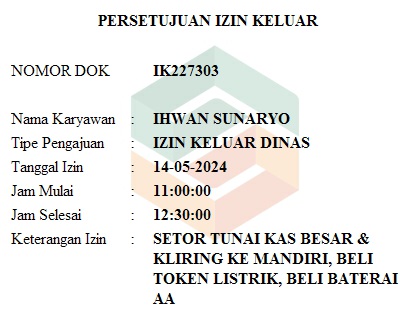 PERSETUJUAN IZIN KELUAR
NOMOR DOK IK227303
Nama Karyawan : IHWAN SUNARYO
Tipe Pengajuan : IZIN KELUAR DINAS
Tanggal Izin : 14-05-2024
Jam Mulai : 11:00:00
Jam Selesai : 12:30:00
Keterangan Izin : SETOR TUNAI KAS BESAR &
KLIRING KE MANDIRI, BELI
TOKEN LISTRIK, BELI BATERAI
AA